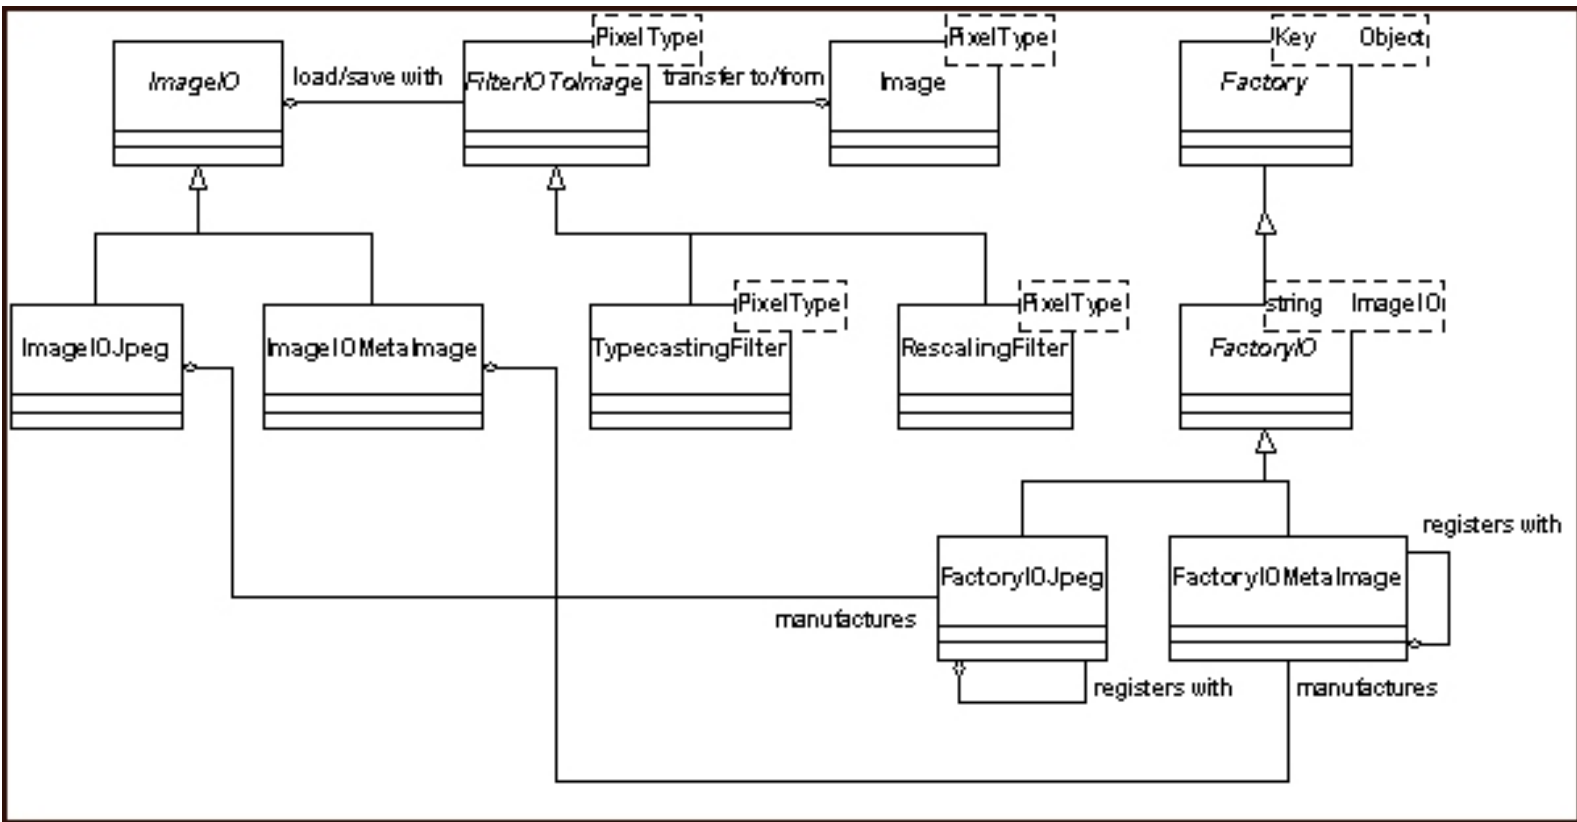 PixelType
PixelType
Key Object
ImageIO
load/save with
FilterIOToImage
transfer to/from
Image
Factory
PixelType
PixelType
string ImageIO
ImageIOJpeg
ImageIOMetaImage
TypecastingFilter
RescalingFilter
FactoryIO
registers with
FactoryIOJpeg
FactoryIOMetaImage
manufactures
registers with
manufactures